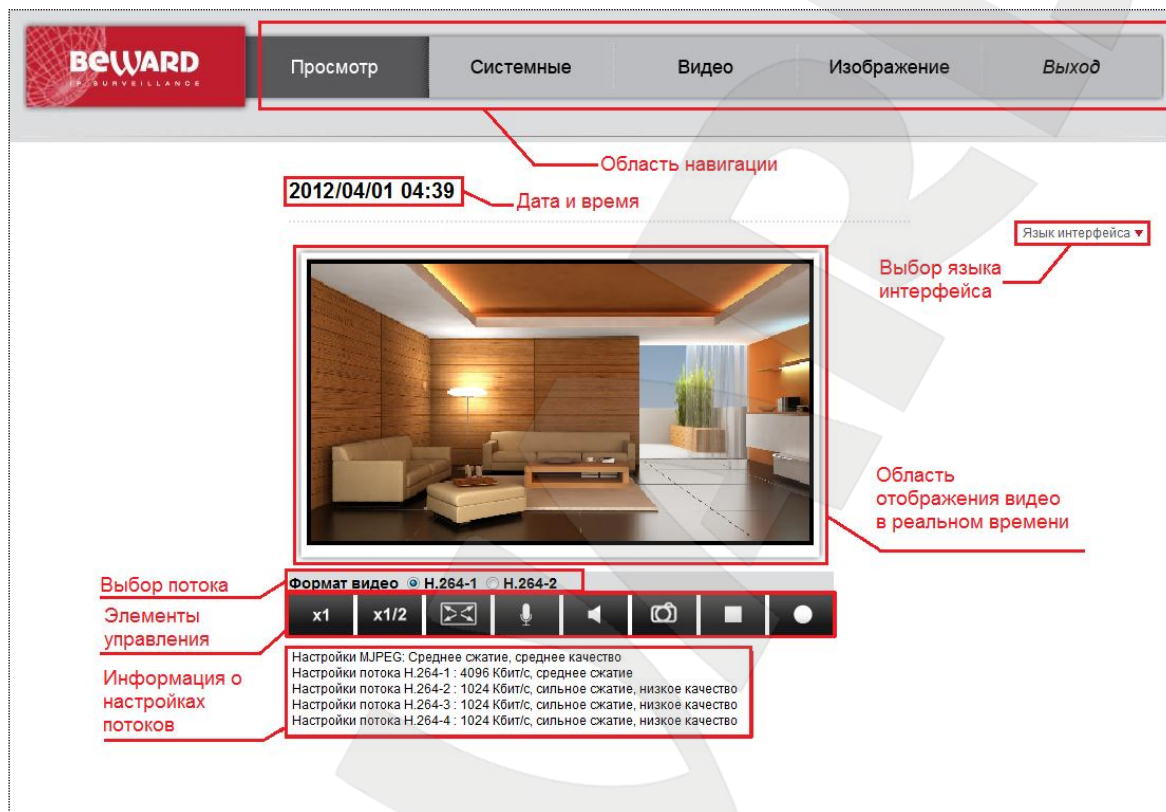 BEWARD
IP SURVEILLANCE
Просмотр
Системные
Видео
Изображение
Выход
Область навигации
2012/04/01 04:39
Дата и время
Язык интерфейса
Выбор языка
интерфейса
Область
отображения видео
в реальном времени
Выбор потока
Формат видео H.264-1 H.264-2
Элементы
управления
x1 x1/2
Информация о
настройках
потоков
Настройки MJPEG: Среднее сжатие, среднее качество
Настройки потока H.264-1 : 4096 Кбит/с, среднее сжатие
Настройки потока H.264-2 : 1024 Кбит/с, сильное сжатие, низкое качество
Настройки потока H.264-3 : 1024 Кбит/с, сильное сжатие, низкое качество
Настройки потока H.264-4 : 1024 Кбит/с, сильное сжатие, низкое качество